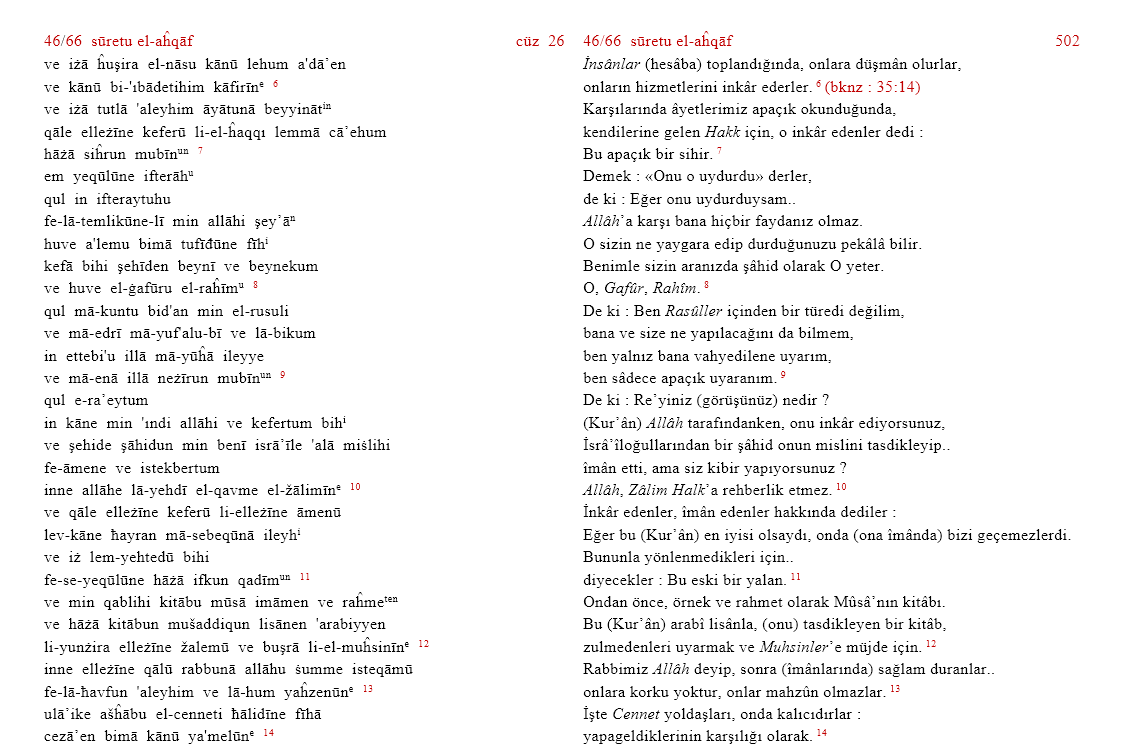 46/66 sūretu el-aĥqāf cüz 26
ve iżā ĥuşira el-nāsu kānū lehum a'dā՚en
ve kānū bi-'ıbādetihim kāfirīnᵉ 6
ve iżā tutlā 'aleyhim āyātunā beyyinātⁱⁿ
qāle elleżīne keferū li-el-ĥaqqı lemmā cā՚ehum
hāżā siĥrun mubīnᵘⁿ 7
em yeqūlūne ifterāhᵘ
qul in ifteraytuhu
fe-lā-temlikūne-lī min allāhi şey՚āⁿ
huve a'lemu bimā tufīđūne fīhⁱ
kefā bihi şehīden beynī ve beynekum
ve huve el-ġafūru el-raĥīmᵘ 8
qul mā-kuntu bid'an min el-rusuli
ve mā-edrī mā-yuf'alu-bī ve lā-bikum
in ettebi'u illā mā-yūĥā ileyye
ve mā-enā illā neżīrun mubīnᵘⁿ 9
qul e-ra՚eytum
in kāne min 'ındi allāhi ve kefertum bihⁱ
ve şehide şāhidun min benī isrā՚īle 'alā miṡlihi
fe-āmene ve istekbertum
inne allāhe lā-yehdī el-qavme el-žālimīnᵉ 10
ve qāle elleżīne keferū li-elleżīne āmenū
lev-kāne ħayran mā-sebeqūnā ileyhⁱ
ve iż lem-yehtedū bihi
fe-se-yeqūlūne hāżā ifkun qadīmᵘⁿ 11
ve min qablihi kitābu mūsā imāmen ve raĥmeᵗᵉⁿ
ve hāżā kitābun mušaddiqun lisānen 'arabiyyen
li-yunżira elleżīne žalemū ve buşrā li-el-muĥsinīnᵉ 12
inne elleżīne qālū rabbunā allāhu ṡumme isteqāmū
fe-lā-ħavfun 'aleyhim ve lā-hum yaĥzenūnᵉ 13
ulā՚ike ašĥābu el-cenneti ħālidīne fīhā
cezā՚en bimā kānū ya'melūnᵉ 14
46/66 sūretu el-aĥqāf 502
İnsânlar (hesâba) toplandığında, onlara düşmân olurlar,
onların hizmetlerini inkâr ederler. 6 (bknz : 35:14)
Karşılarında âyetlerimiz apaçık okunduğunda,
kendilerine gelen Hakk için, o inkâr edenler dedi :
Bu apaçık bir sihir. 7
Demek : «Onu o uydurdu» derler,
de ki : Eğer onu uydurduysam..
Allâh՚a karşı bana hiçbir faydanız olmaz.
O sizin ne yaygara edip durduğunuzu pekâlâ bilir.
Benimle sizin aranızda şâhid olarak O yeter.
O, Gafûr, Rahîm. 8
De ki : Ben Rasûller içinden bir türedi değilim,
bana ve size ne yapılacağını da bilmem,
ben yalnız bana vahyedilene uyarım,
ben sâdece apaçık uyaranım. 9
De ki : Re՚yiniz (görüşünüz) nedir ?
(Kur՚ân) Allâh tarafındanken, onu inkâr ediyorsunuz,
İsrâ՚îloğullarından bir şâhid onun mislini tasdikleyip..
îmân etti, ama siz kibir yapıyorsunuz ?
Allâh, Zâlim Halk՚a rehberlik etmez. 10
İnkâr edenler, îmân edenler hakkında dediler :
Eğer bu (Kur՚ân) en iyisi olsaydı, onda (ona îmânda) bizi geçemezlerdi.
Bununla yönlenmedikleri için..
diyecekler : Bu eski bir yalan. 11
Ondan önce, örnek ve rahmet olarak Mûsâ՚nın kitâbı.
Bu (Kur՚ân) arabî lisânla, (onu) tasdikleyen bir kitâb,
zulmedenleri uyarmak ve Muhsinler՚e müjde için. 12
Rabbimiz Allâh deyip, sonra (îmânlarında) sağlam duranlar..
onlara korku yoktur, onlar mahzûn olmazlar. 13
İşte Cennet yoldaşları, onda kalıcıdırlar :
yapageldiklerinin karşılığı olarak. 14